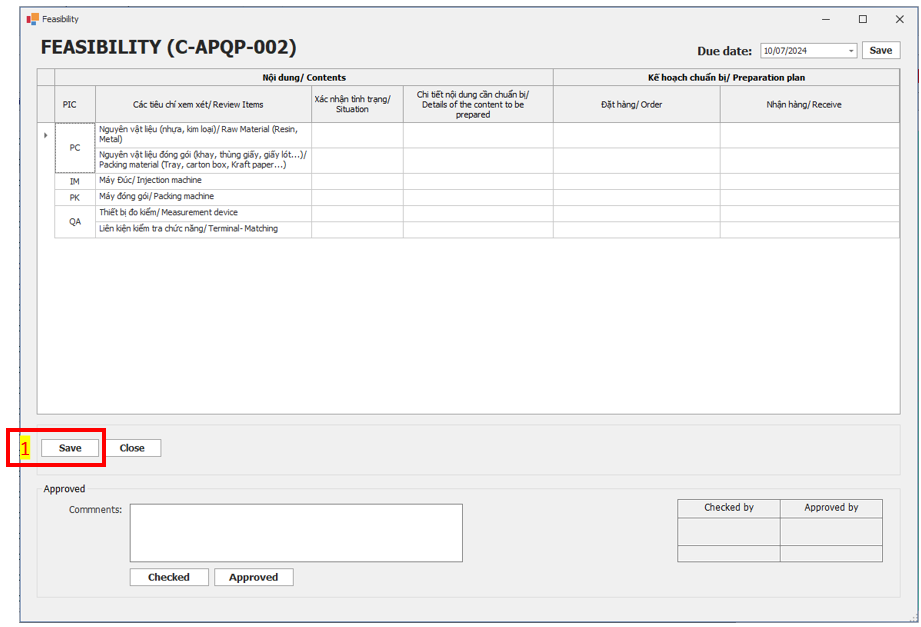 Feasibility
FEASIBILITY (C-APQP-002)
Due date: 10/07/2024 Save
Nội dung/ Contents Kế hoạch chuẩn bị/ Preparation plan
PIC Các tiêu chí xem xét/ Review Items Xác nhận tình trạng/ Situation Chi tiết nội dung cần chuẩn bị/ Details of the content to be prepared Đặt hàng/ Order Nhận hàng/ Receive
PC
Nguyên vật liệu (nhựa, kim loại)/ Raw Material (Resin,
Metal)
Nguyên vật liệu đóng gói (khay, thùng giấy, giấy lót...)/
Packing material (Tray, carton box, Kraft paper...)
IM Máy Đúc/ Injection machine
PK Máy đóng gói/ Packing machine
QA
Thiết bị đo kiểm/ Measurement device
Liên kiện kiểm tra chức năng/ Terminal- Matching
1 Save Close
Approved
Commnents:
Checked by Approved by
Checked Approved